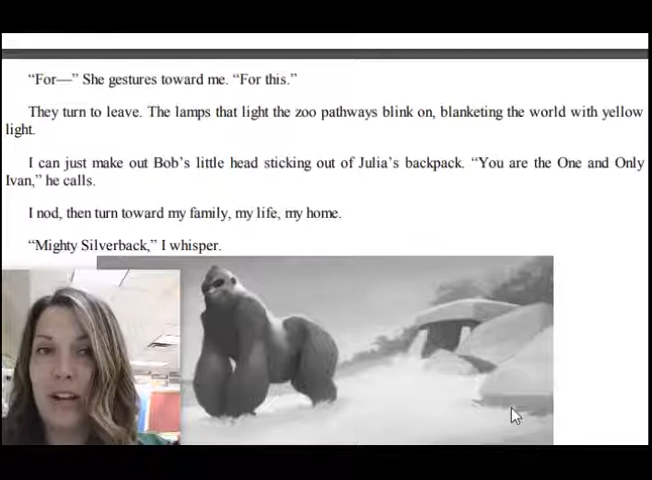 “For—” She gestures toward me. “For this.”
They turn to leave. The lamps that light the zoo pathways blink on, blanketing the world with yellow
light.
I can just make out Bob’s little head sticking out of Julia’s backpack. “You are the One and Only
Ivan,” he calls.
I nod, then turn toward my family, my life, my home.
“Mighty Silverback,” I whisper.